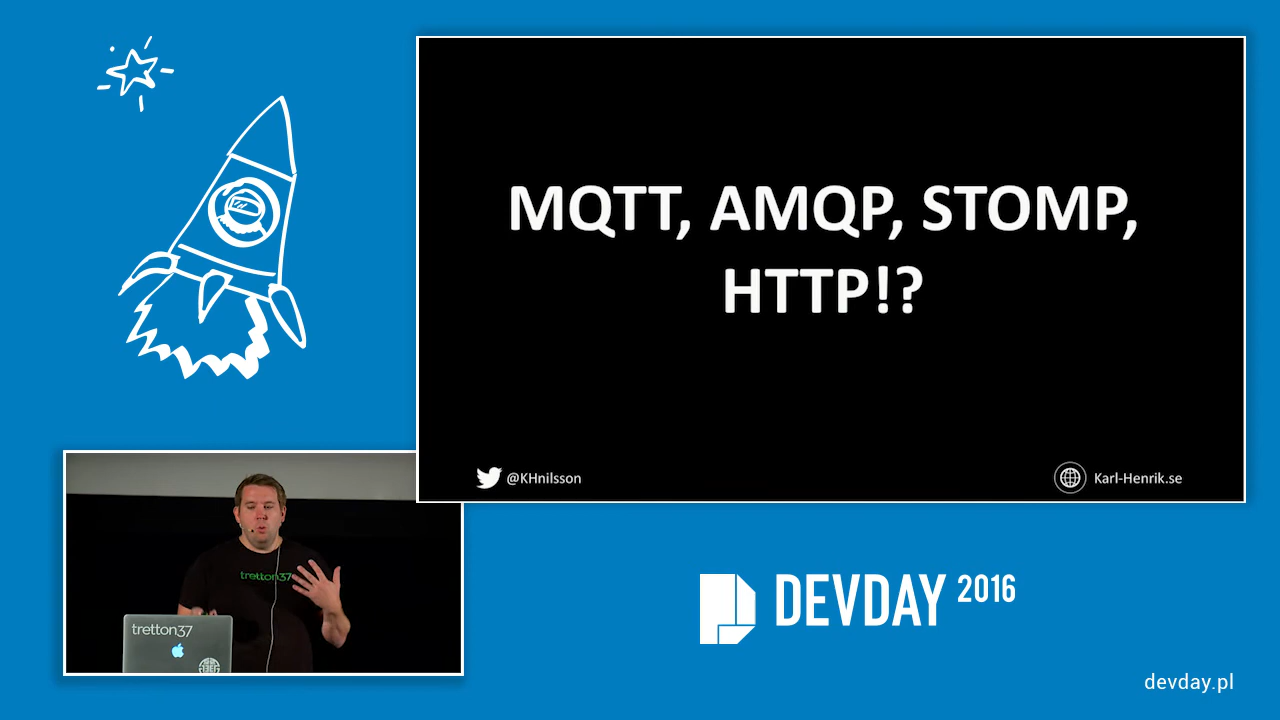 MQTT, AMQP, STOMP,
HTTP!?
@KHnilsson
Karl-Henrik.se
tretton37
tretton37
DEVDAY 2016
devday.pl